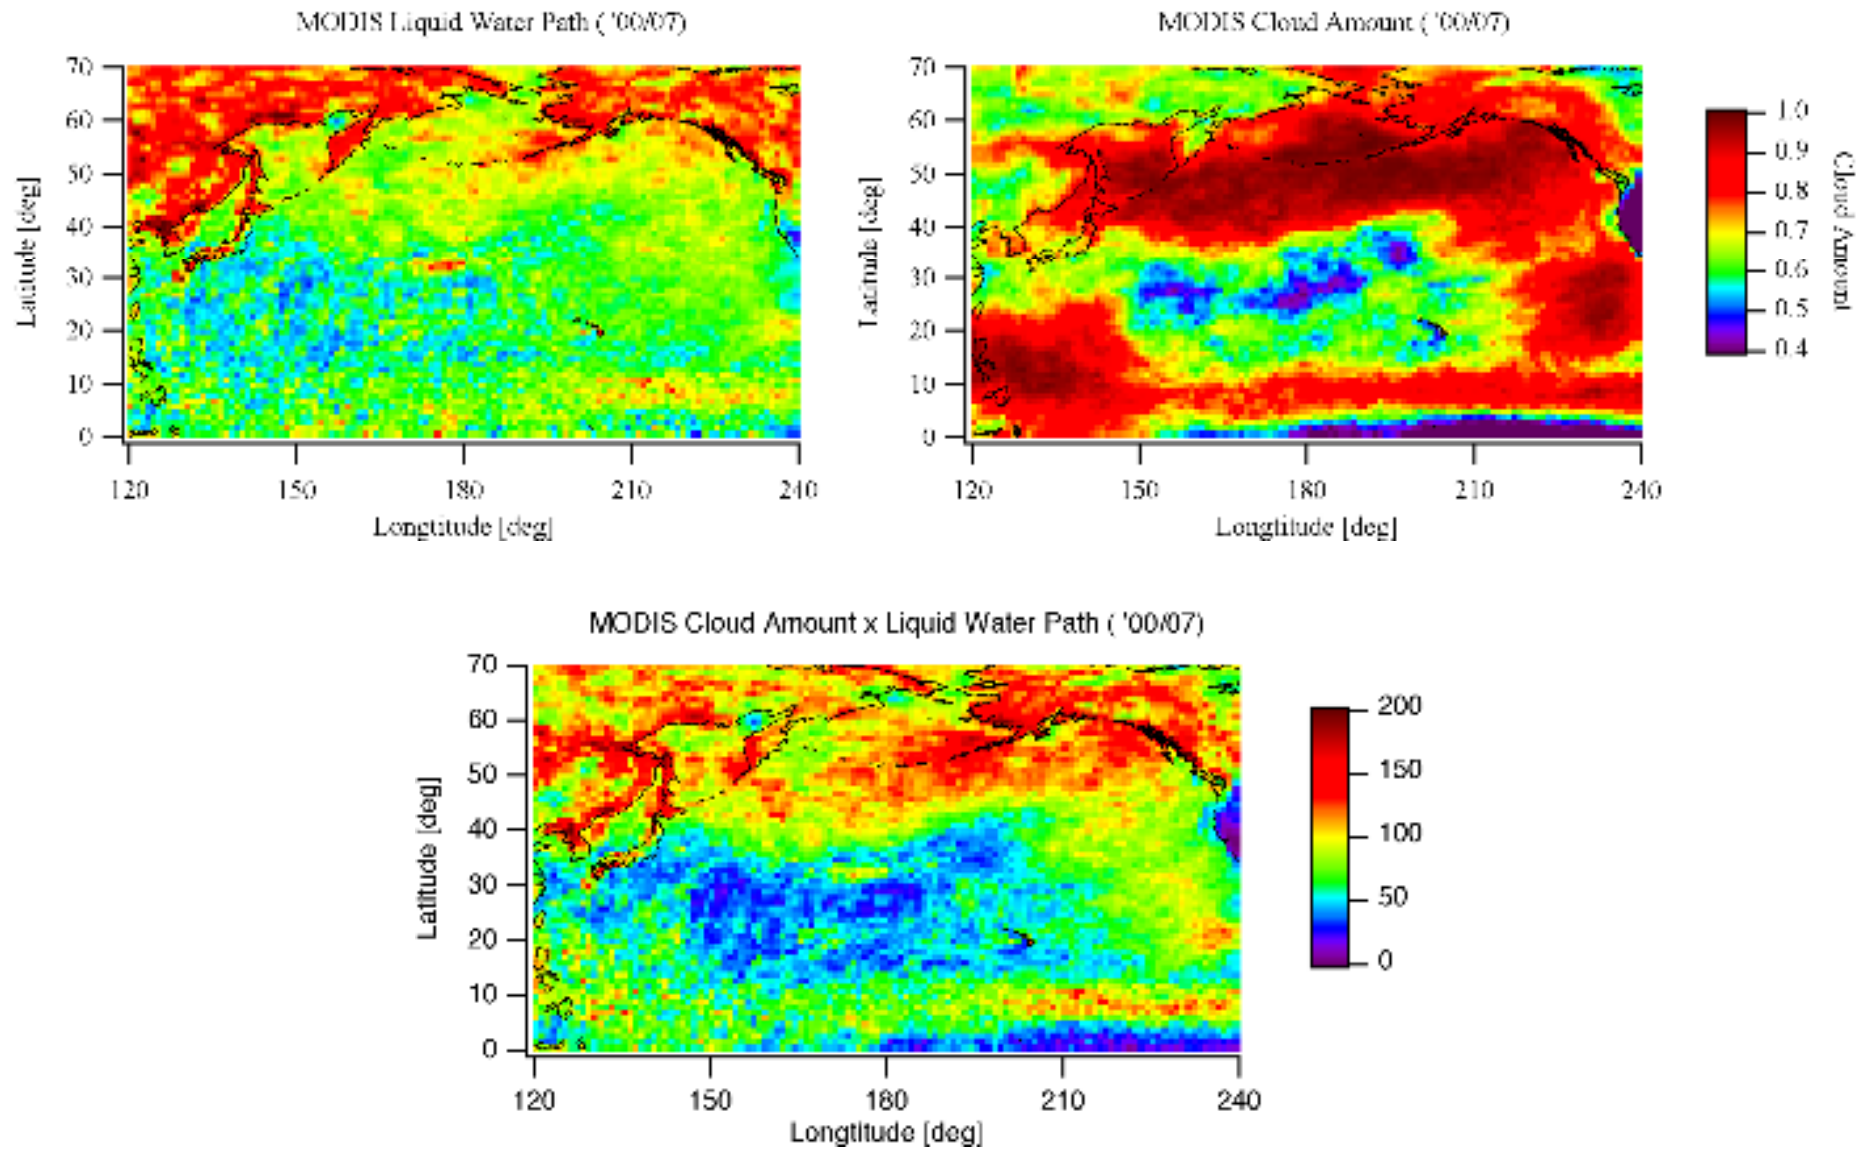 MODIS Liquid Water Path ( '00/07)
MODIS Cloud Amount ( '00/07)
70
60
50
40
30
20
10
0
Latitude [deg]
120 150 180 210 240
Longtitude [deg]
70
60
50
40
30
20
10
0
Latitude [deg]
120 150 180 210 240
Longtitude [deg]
1.0
0.9
0.8
0.7
0.6
0.5
0.4
Cloud Amount
MODIS Cloud Amount x Liquid Water Path ( '00/07)
70
60
50
40
30
20
10
0
Latitude [deg]
120 150 180 210 240
Longtitude [deg]
200
150
100
50
0